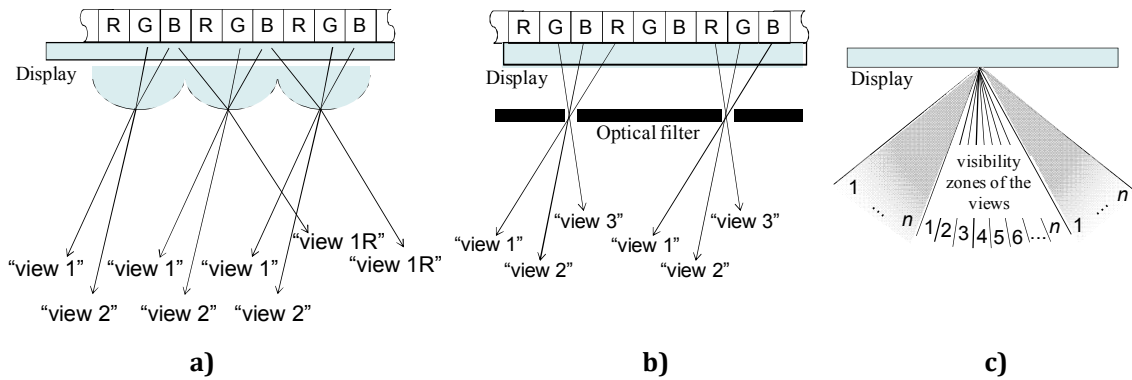 R G B R G B R G B
Display
"view 1R"
"view 1" "view 1" "view 1" "view 1R"
"view 2" "view 2" "view 2"
a)
R G B R G B R G B
Display
Optical filter
"view 3" "view 3"
"view 1" "view 1"
"view 2" "view 2"
b)
Display
visibility
zones of the
views
1 ... n 1 2 3 4 5 6 ... n 1 ... n
c)